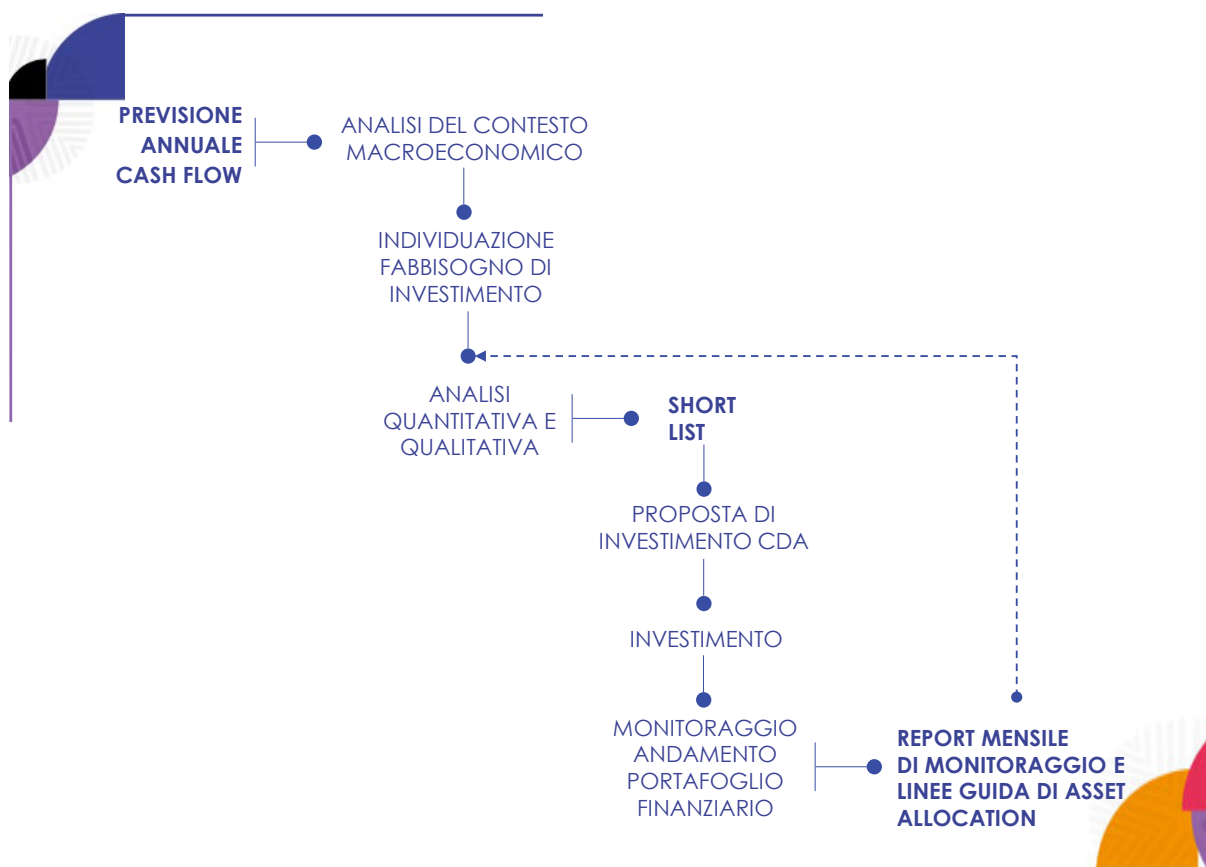 PREVISIONE
ANNUALE
CASH FLOW
ANALISI DEL CONTESTO
MACROECONOMICO
INDIVIDUAZIONE
FABBISOGNO DI
INVESTIMENTO
ANALISI
QUANTITATIVA E
QUALITATIVA
SHORT
LIST
PROPOSTA DI
INVESTIMENTO CDA
INVESTIMENTO
MONITORAGGIO
ANDAMENTO
PORTAFOGLIO
FINANZIARIO
REPORT MENSILE
DI MONITORAGGIO E
LINEE GUIDA DI ASSET
ALLOCATION